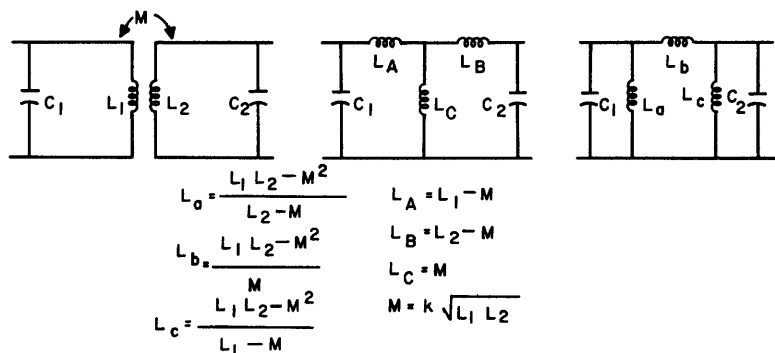 M
C1 L1 L2 C2
LA LB
C1 LC C2
Lb
C1 La Lc C2
La = L1 L2 − M² / L2 − M
Lb = L1 L2 − M² / M
Lc = L1 L2 − M² / L1 − M
LA = L1 − M
LB = L2 − M
LC = M
M = k √L1 L2